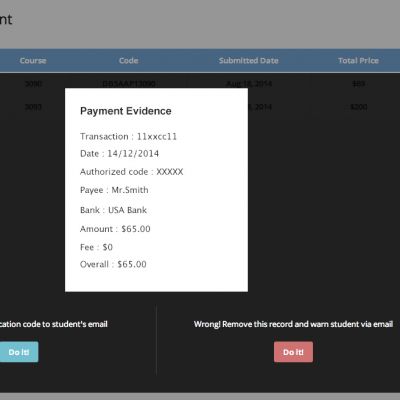 nt
Course Code Submitted Date Total Price
3090 DBSAAP13090 Aug 18, 2014 $65
3093 8, 2014 $200
Payment Evidence
Transaction : 11xxcc11
Date : 14/12/2014
Authorized code : XXXXX
Payee : Mr.Smith
Bank : USA Bank
Amount : $65.00
Fee : $0
Overall : $65.00
cation code to student's email Wrong! Remove this record and warn student via email
Do it! Do it!